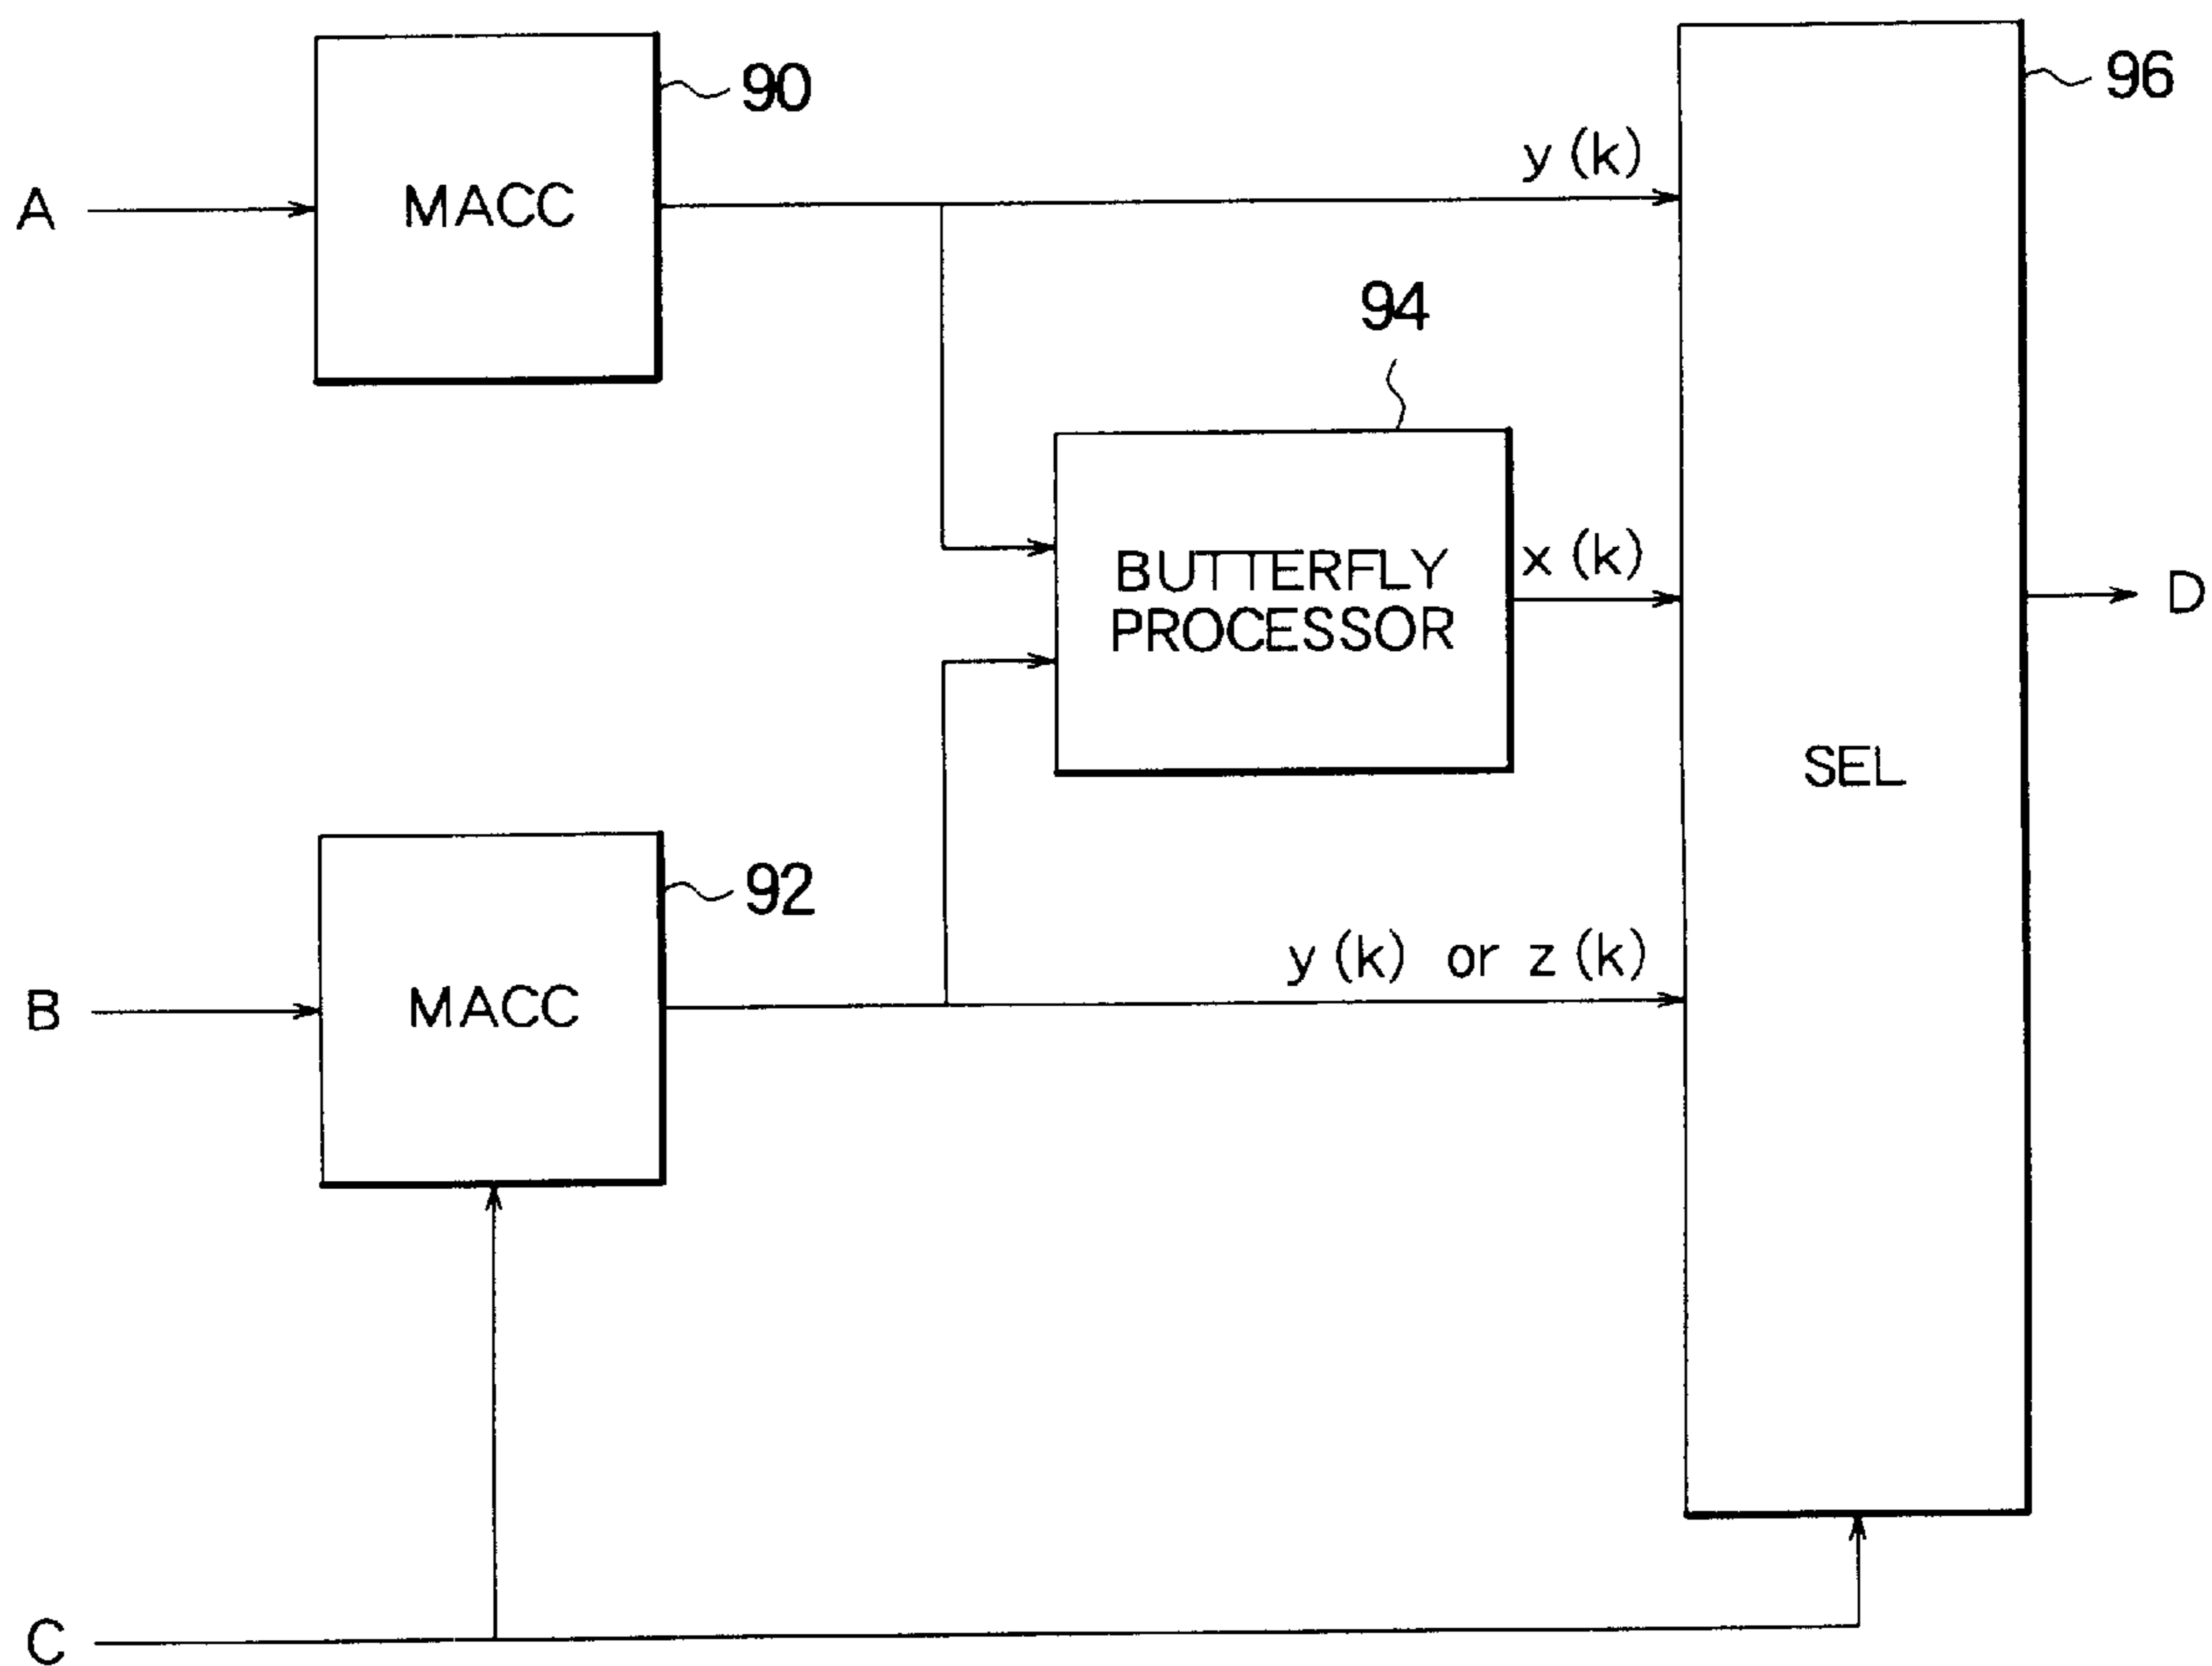 90
96
y (k)
A
MACC
94
BUTTERFLY
PROCESSOR
x (k)
D
SEL
92
y (k) or z (k)
B
MACC
C